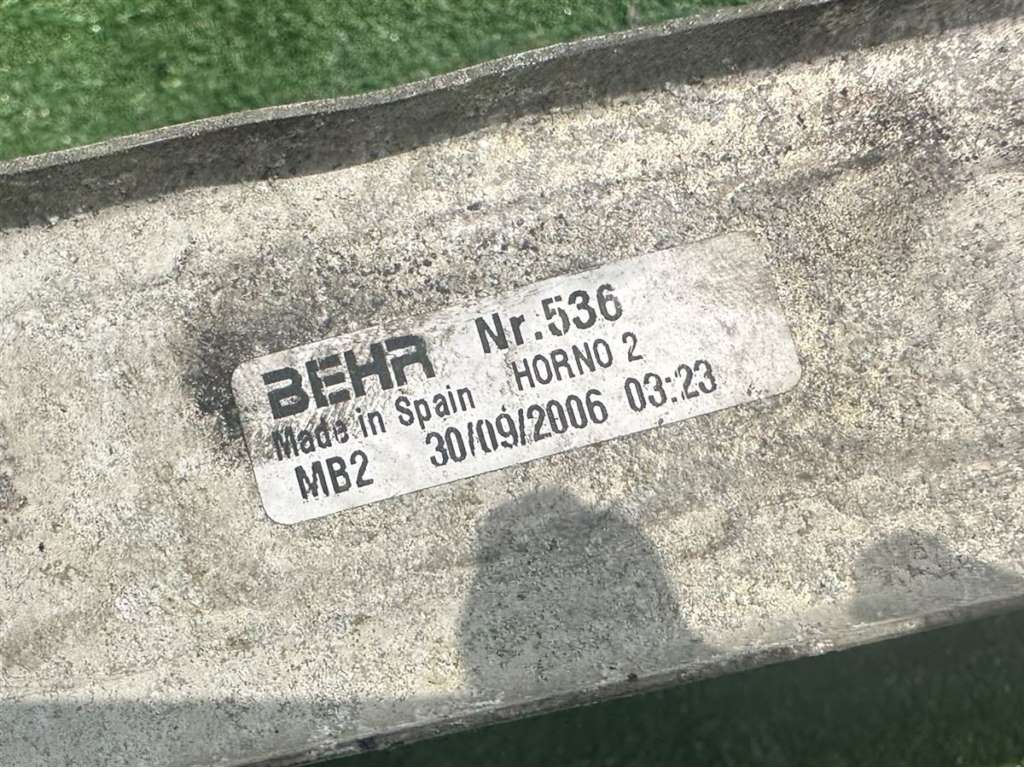 BEHR Nr.536
Made in Spain HORNO 2
MB2 30/09/2006 03:23